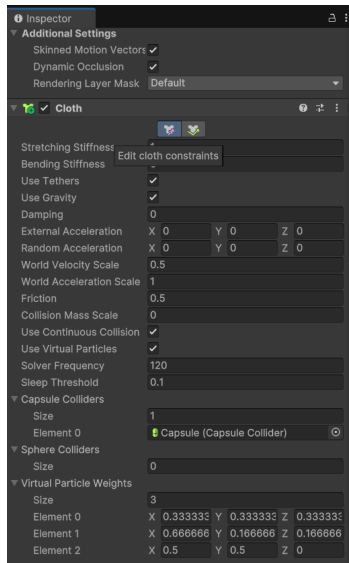 Inspector
Additional Settings
Skinned Motion Vectors
Dynamic Occlusion
Rendering Layer Mask Default
Cloth
Stretching Stiffness
Edit cloth constraints
Bending Stiffness
Use Tethers
Use Gravity
Damping 0
External Acceleration X 0 Y 0 Z 0
Random Acceleration X 0 Y 0 Z 0
World Velocity Scale 0.5
World Acceleration Scale 1
Friction 0.5
Collision Mass Scale 0
Use Continuous Collision
Use Virtual Particles
Solver Frequency 120
Sleep Threshold 0.1
Capsule Colliders
Size 1
Element 0 Capsule (Capsule Collider)
Sphere Colliders
Size 0
Virtual Particle Weights
Size 3
Element 0 X 0.333333 Y 0.333333 Z 0.333333
Element 1 X 0.666666 Y 0.166666 Z 0.166666
Element 2 X 0.5 Y 0.5 Z 0